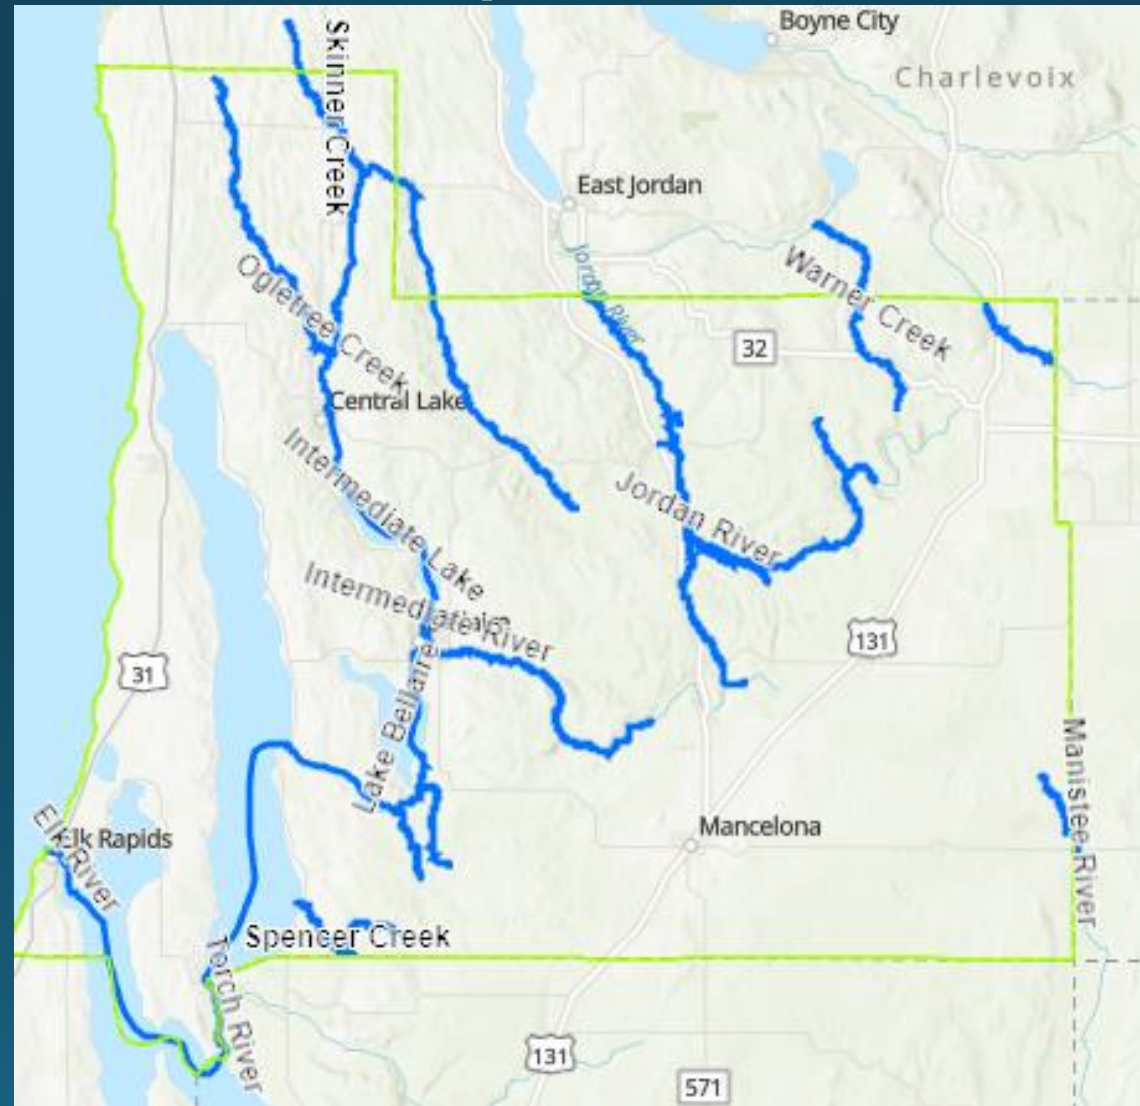 Boyne City
Charlevoix
Skinner Creek
East Jordan
Jordan River
Warner Creek
Ogletree Creek
32
Central Lake
Intermediate Lake
Jordan River
Intermediate River
131
31
Lake Bellaire
Manistee River
Elk River
Elk Rapids
Mancelona
Spencer Creek
Torch River
131
571